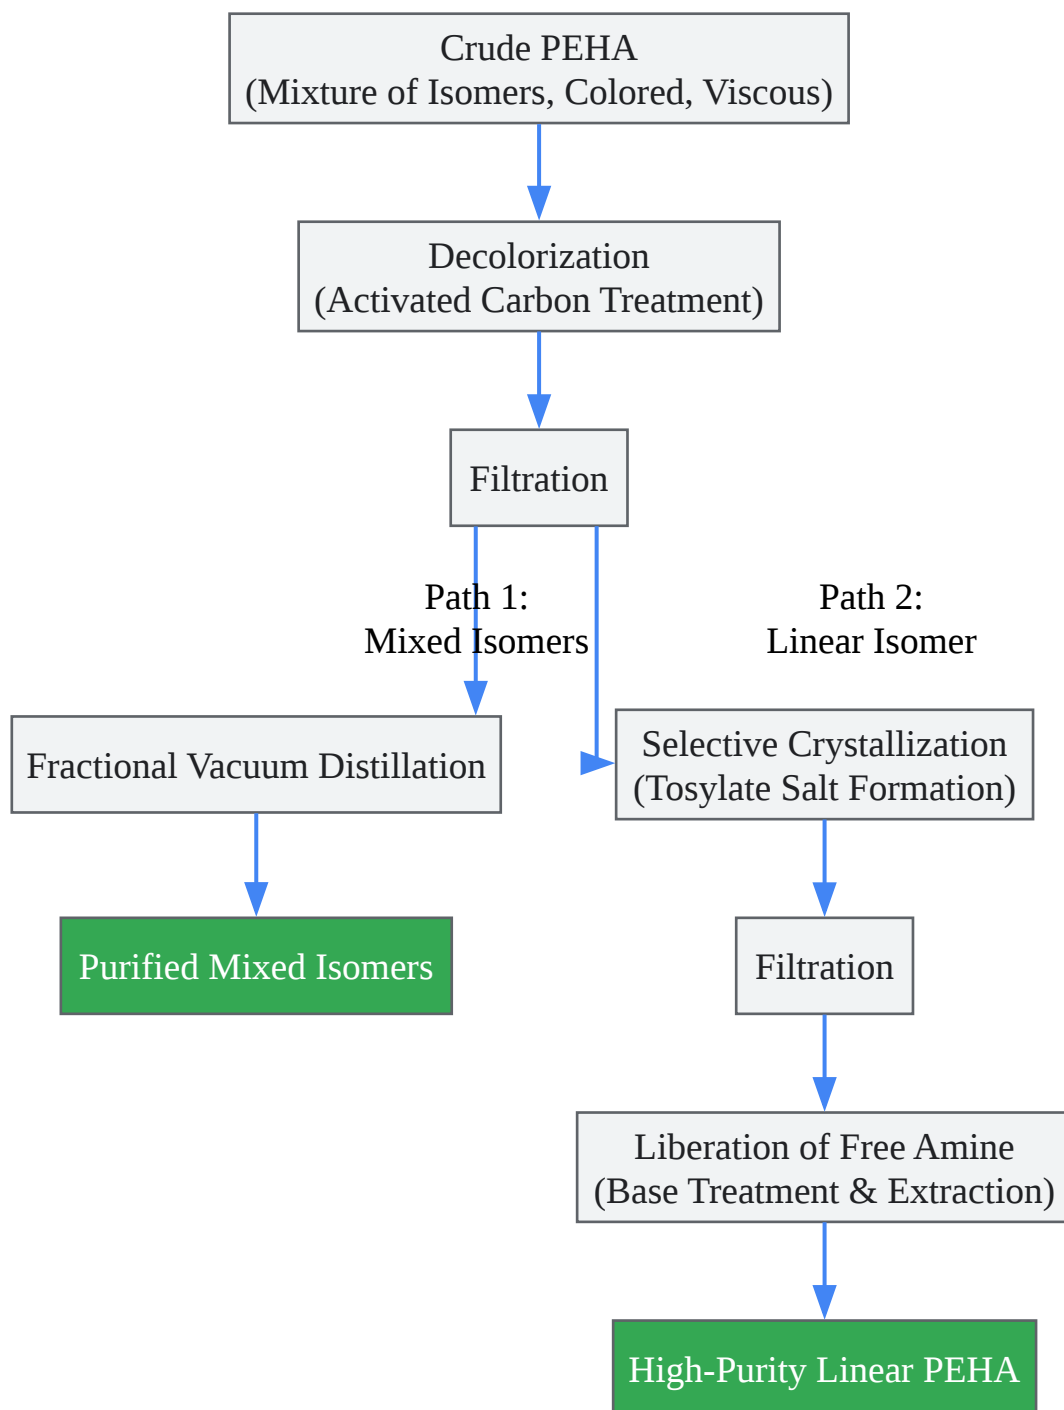 Crude PEHA
(Mixture of Isomers, Colored, Viscous)
Decolorization
(Activated Carbon Treatment)
Filtration
Path 1:
Mixed Isomers
Path 2:
Linear Isomer
Fractional Vacuum Distillation
Selective Crystallization
(Tosylate Salt Formation)
Purified Mixed Isomers
Filtration
Liberation of Free Amine
(Base Treatment & Extraction)
High-Purity Linear PEHA